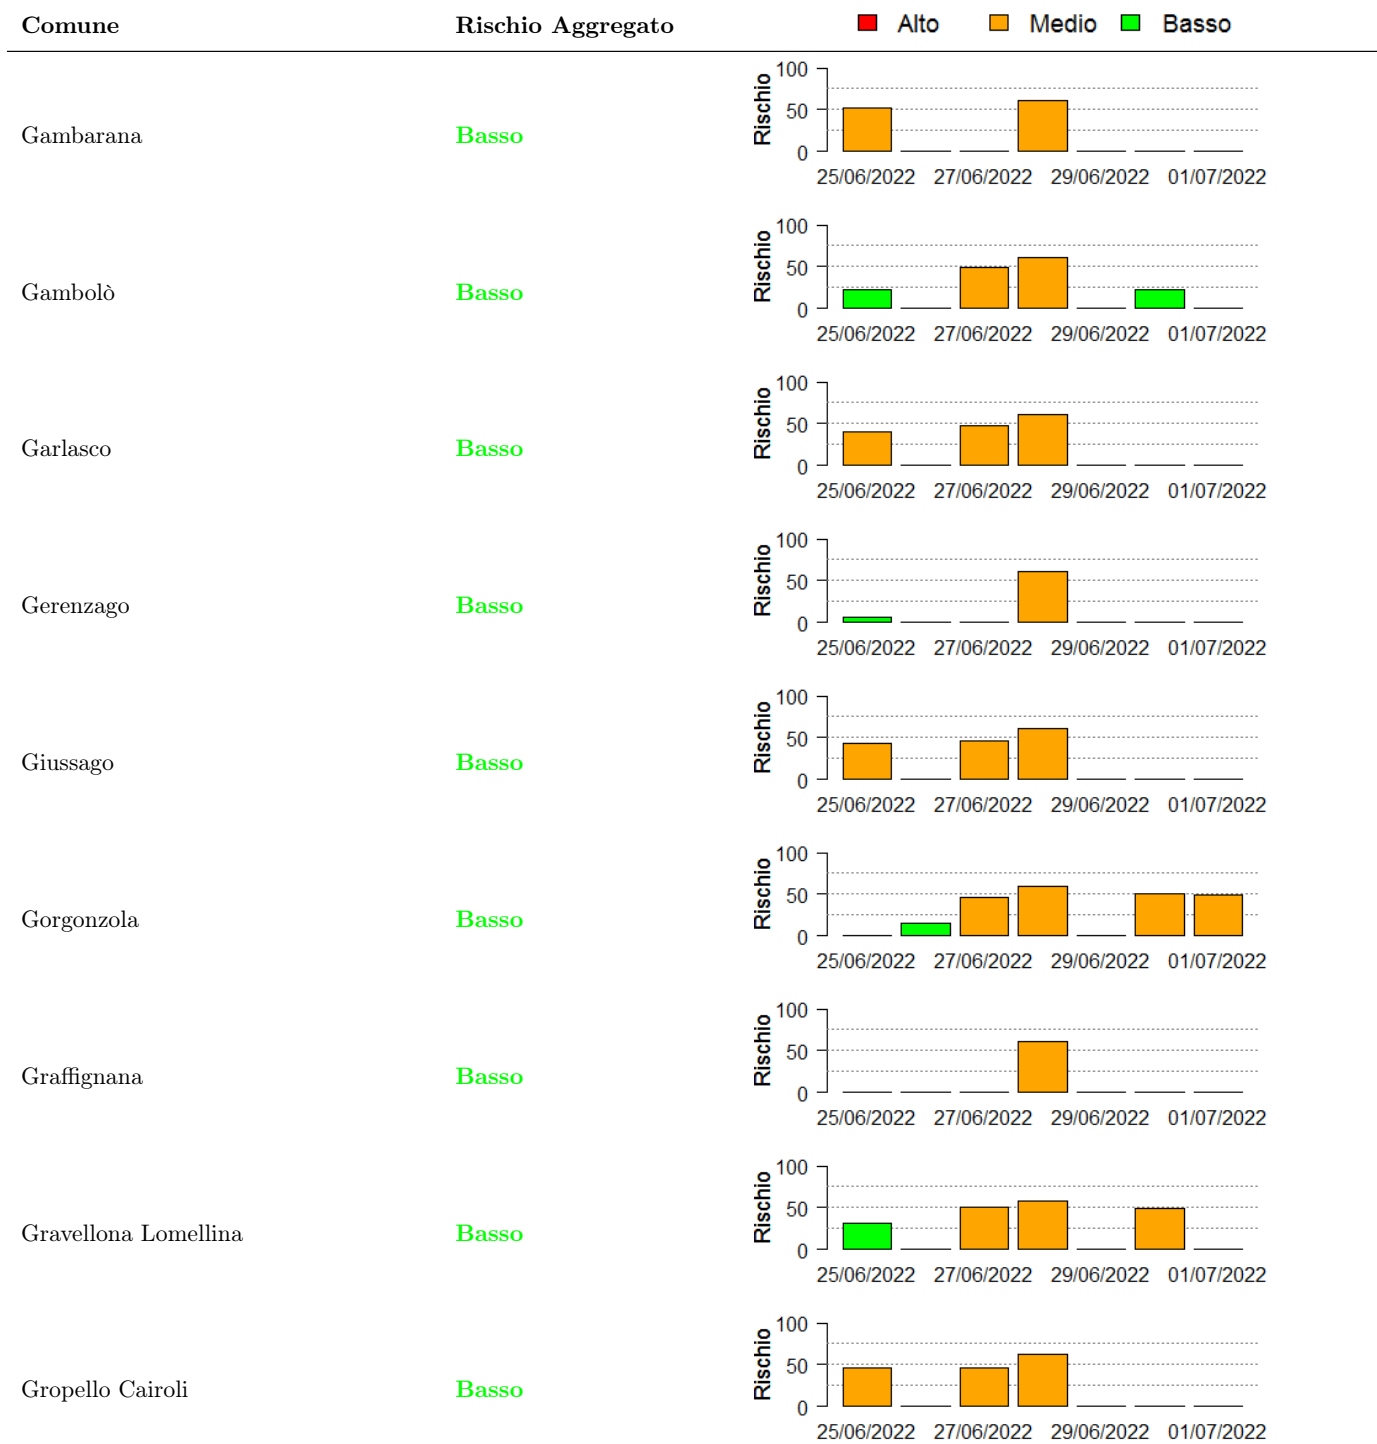 Comune Rischio Aggregato Alto Medio Basso
100
50
0
Rischio
Gambarana Basso
25/06/2022 27/06/2022 29/06/2022 01/07/2022
100
50
0
Rischio
Gambolò Basso
25/06/2022 27/06/2022 29/06/2022 01/07/2022
100
50
0
Rischio
Garlasco Basso
25/06/2022 27/06/2022 29/06/2022 01/07/2022
100
50
0
Rischio
Gerenzago Basso
25/06/2022 27/06/2022 29/06/2022 01/07/2022
100
50
0
Rischio
Giussago Basso
25/06/2022 27/06/2022 29/06/2022 01/07/2022
100
50
0
Rischio
Gorgonzola Basso
25/06/2022 27/06/2022 29/06/2022 01/07/2022
100
50
0
Rischio
Graffignana Basso
25/06/2022 27/06/2022 29/06/2022 01/07/2022
100
50
0
Rischio
Gravellona Lomellina Basso
25/06/2022 27/06/2022 29/06/2022 01/07/2022
100
50
0
Rischio
Gropello Cairoli Basso
25/06/2022 27/06/2022 29/06/2022 01/07/2022